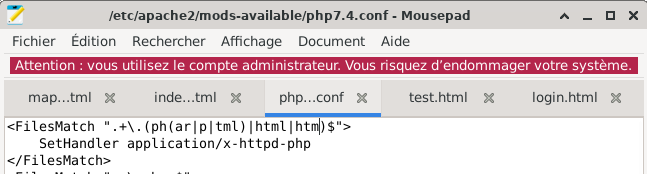 /etc/apache2/mods-available/php7.4.conf - Mousepad
Fichier Édition Rechercher Affichage Document Aide
Attention : vous utilisez le compte administrateur. Vous risquez d’endommager votre système.
map…tml inde…tml php…conf test.html login.html
<FilesMatch ".+\.(ph(ar|p|tml)|html|htm)$">
    SetHandler application/x-httpd-php
</FilesMatch>